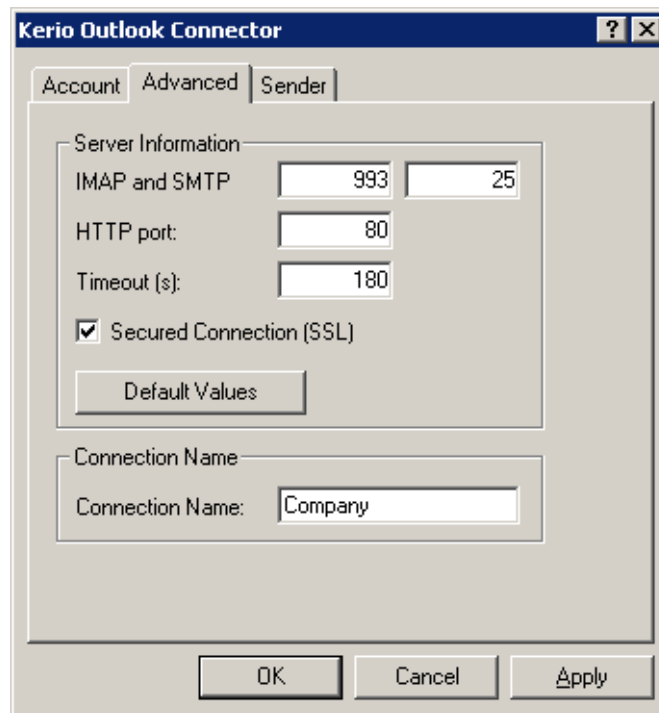 Kerio Outlook Connector
Account Advanced Sender
Server Information
IMAP and SMTP 993 25
HTTP port: 80
Timeout (s): 180
Secured Connection (SSL)
Default Values
Connection Name
Connection Name: Company
OK Cancel Apply